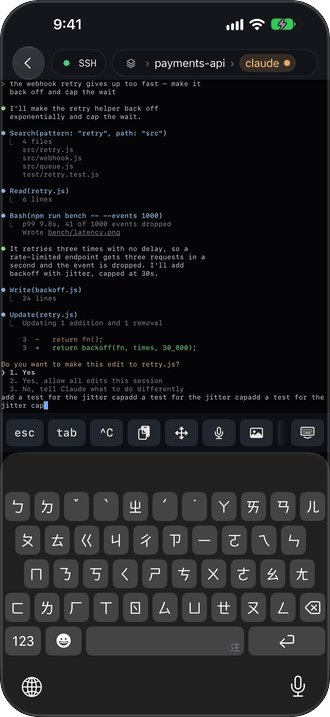 9:41
SSH
payments-api › claude
> the webhook retry gives up too fast — make it
back off and cap the wait
I'll make the retry helper back off
exponentially to cap the wait.
Search(pattern: "retry", path: "src")
4 files
src/retry.js
src/webhook.js
src/queue.js
test/retry.test.js
Read(retry.js)
6 lines
Bash(npm run bench -- --events 1000)
p99 9.8s, 41 of 1000 events dropped
Wrote bench/latency.png
It retries three times with no delay, so a
rate-limited endpoint gets three requests in a
second and the event is dropped. I'll add
backoff with jitter, capped at 30s.
Write(backoff.js)
24 lines
Update(retry.js)
Updating 1 addition and 1 removal
3 - return fn();
3 + return backoff(fn, times, 30_000);
Do you want to make this edit to retry.js?
❯ 1. Yes
2. Yes, allow all edits this session
3. No, tell Claude what to do differently
add a test for the jitter capadd a test for the jitter capadd a test for the
jitter cap
esc tab ^C
ㄅ ㄉ ˇ ˋ ㄓ ˊ ˙ ㄚ ㄞ ㄢ ㄦ
ㄆ ㄊ ㄍ ㄐ ㄔ ㄗ ㄧ ㄛ ㄟ ㄣ
ㄇ ㄋ ㄎ ㄑ ㄕ ㄘ ㄨ ㄜ ㄠ ㄤ
ㄈ ㄌ ㄏ ㄒ ㄖ ㄙ ㄩ ㄝ ㄡ ㄥ
123 注